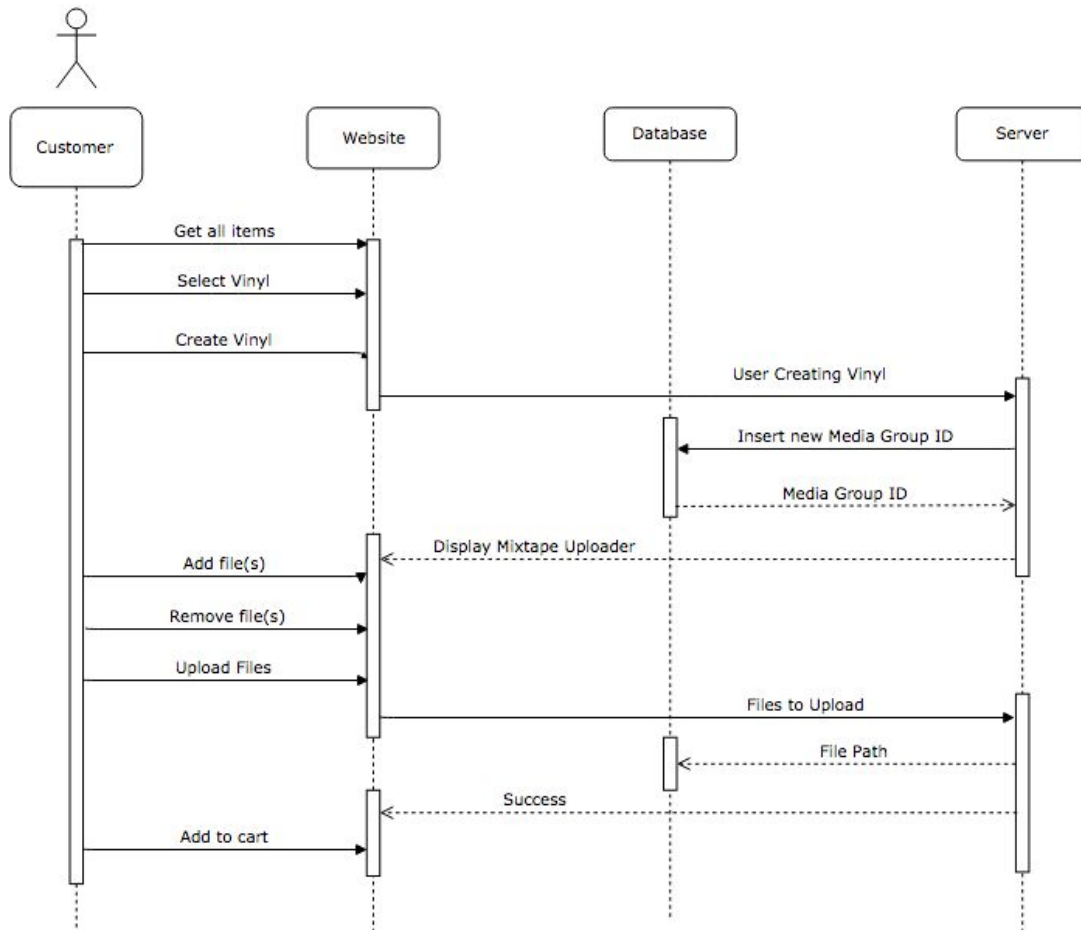 Customer
Website
Database
Server
Get all items
Select Vinyl
Create Vinyl
User Creating Vinyl
Insert new Media Group ID
Media Group ID
Display Mixtape Uploader
Add file(s)
Remove file(s)
Upload Files
Files to Upload
File Path
Success
Add to cart